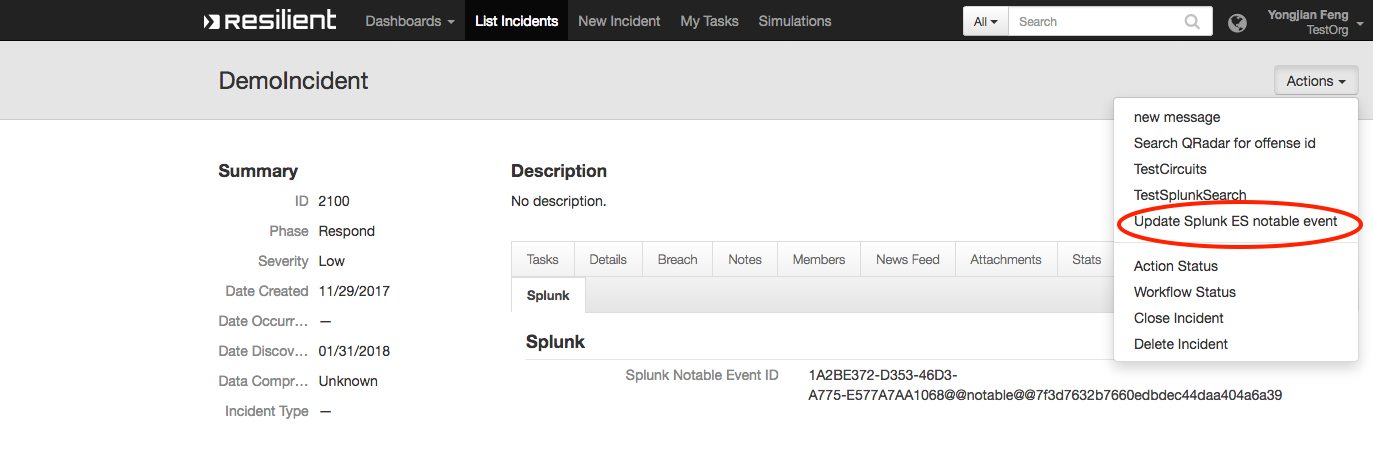 Resilient Dashboards List Incidents New Incident My Tasks Simulations All Search Yongjian Feng
TestOrg
DemoIncident
Actions
new message
Search QRadar for offense id
TestCircuits
TestSplunkSearch
Update Splunk ES notable event
Action Status
Workflow Status
Close Incident
Delete Incident
Summary
ID 2100
Phase Respond
Severity Low
Date Created 11/29/2017
Date Occurr... —
Date Discov... 01/31/2018
Data Compr... Unknown
Incident Type —
Description
No description.
Tasks Details Breach Notes Members News Feed Attachments Stats
Splunk
Splunk
Splunk Notable Event ID 1A2BE372-D353-46D3-
A775-E577A7AA1068@@notable@@7f3d7632b7660edbdec44daa404a6a39